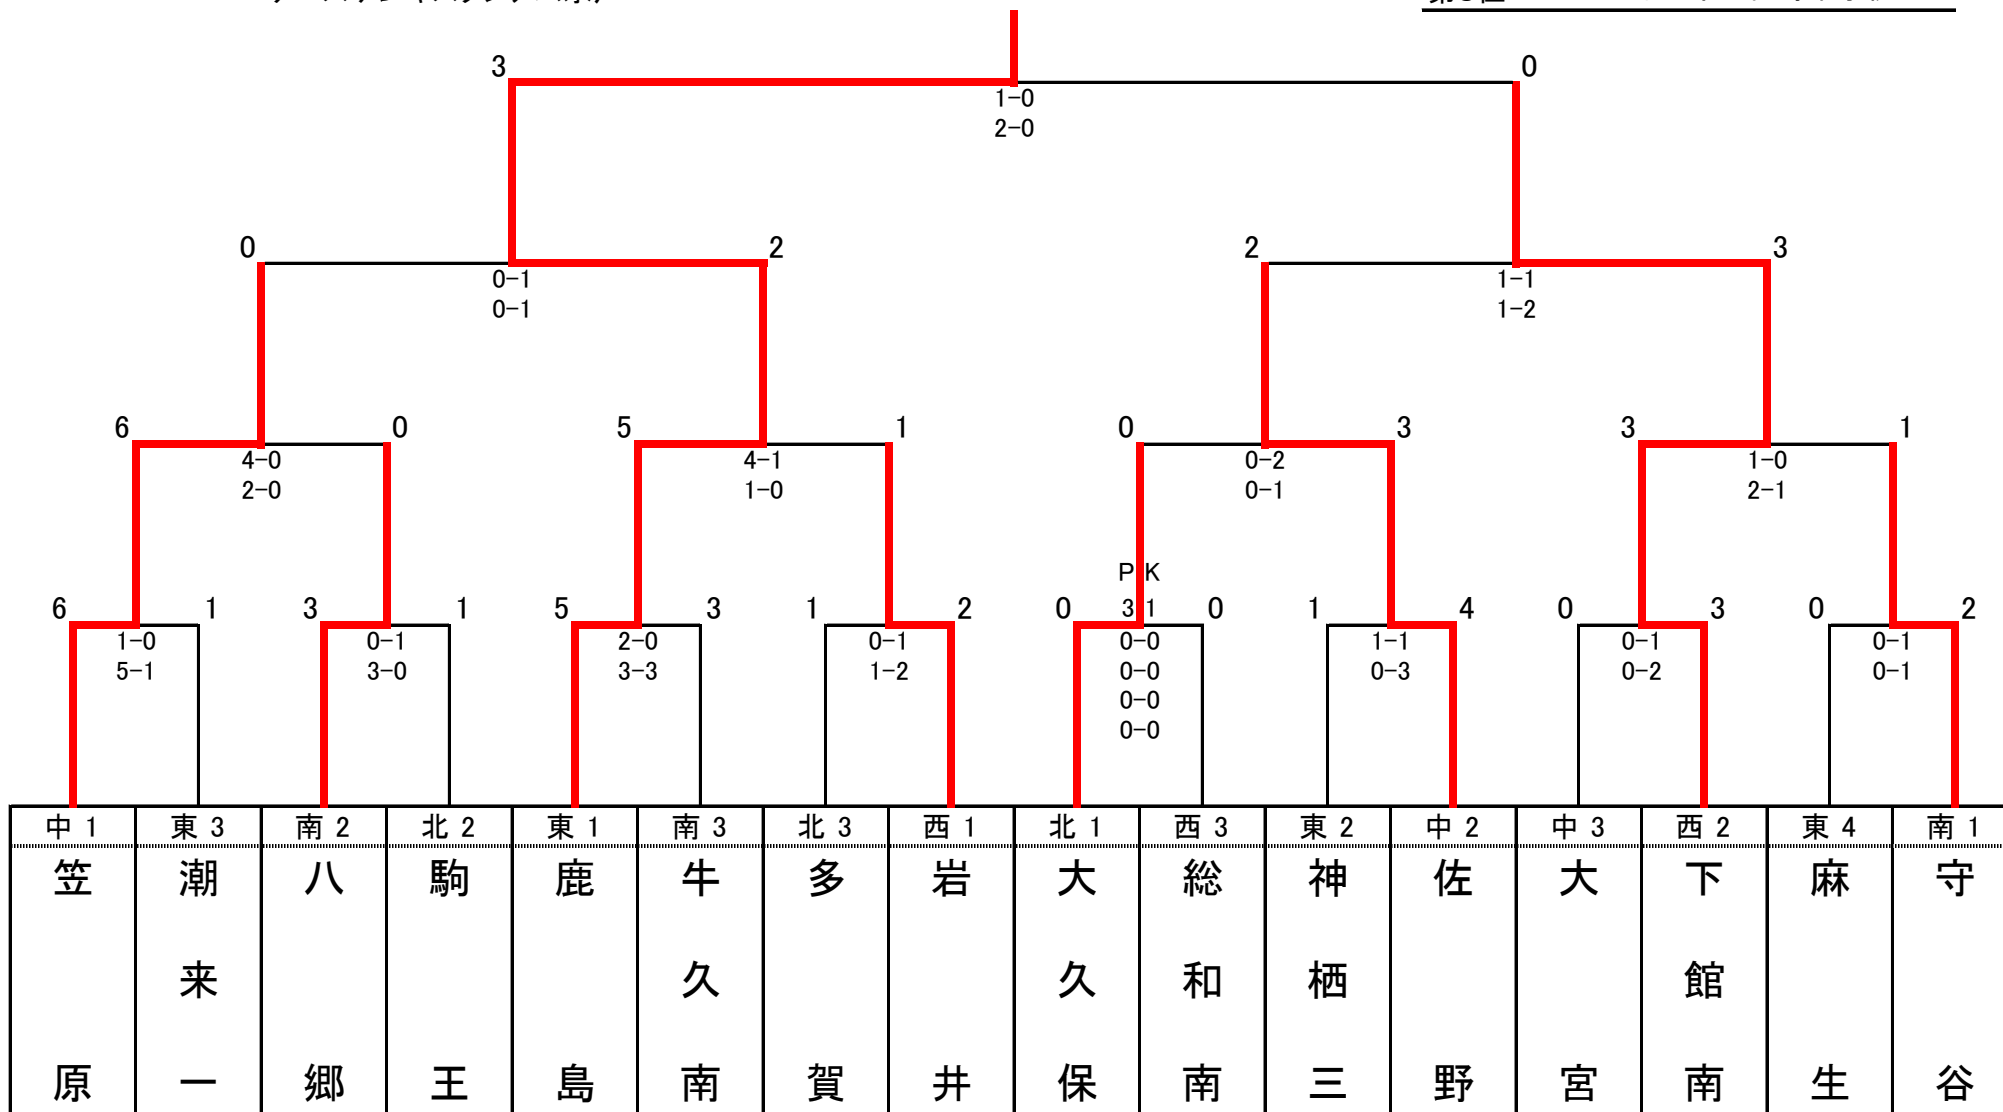 3 0
1-0
2-0
0 2 2 3
0-1 1-1
0-1 1-2
6 0 5 1 0 3 3 1
4-0 4-1 0-2 1-0
2-0 1-0 0-1 2-1
PK
6 1 3 1 5 3 1 2 0 3 1 0 1 4 0 3 0 2
1-0 0-1 2-0 0-1 0-0 1-1 0-1 0-1
5-1 3-0 3-3 1-2 0-0 0-3 0-2 0-1
0-0
0-0
中1 東3 南2 北2 東1 南3 北3 西1 北1 西3 東2 中2 中3 西2 東4 南1
笠原
潮来一
八郷
駒王
鹿島
牛久南
多賀
岩井
大久保
総和南
神栖三
佐野
大宮
下館南
麻生
守谷